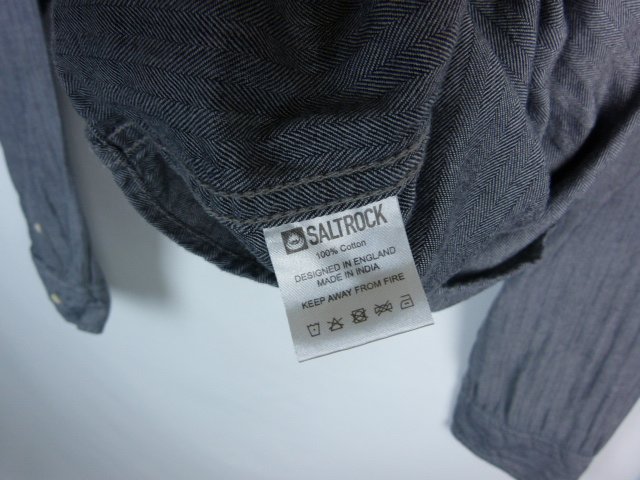 SALTROCK
100% Cotton
DESIGNED IN ENGLAND
MADE IN INDIA
KEEP AWAY FROM FIRE